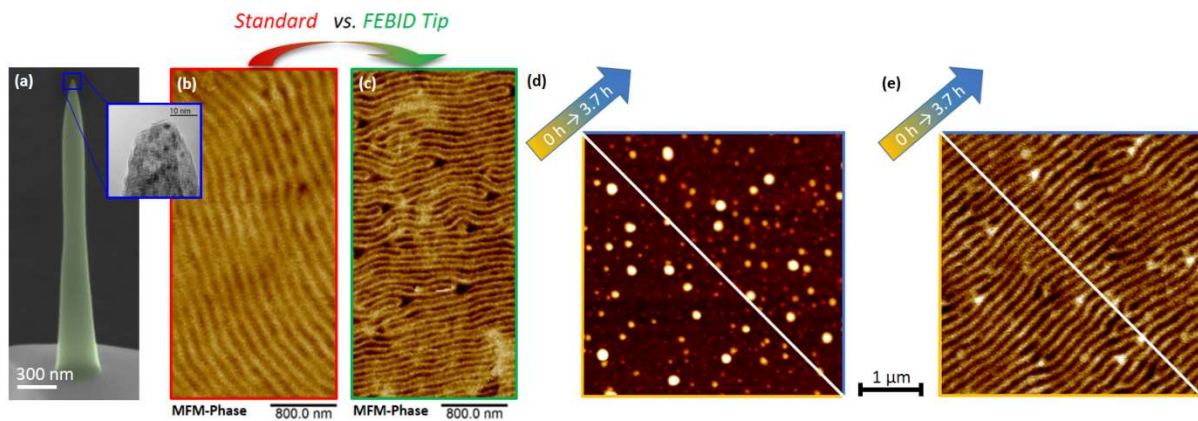 Standard vs. FEBID Tip
(a)
(b)
(c)
(d)
(e)
10 nm
0 h → 3.7 h
0 h → 3.7 h
300 nm
MFM-Phase
800.0 nm
MFM-Phase
800.0 nm
1 µm